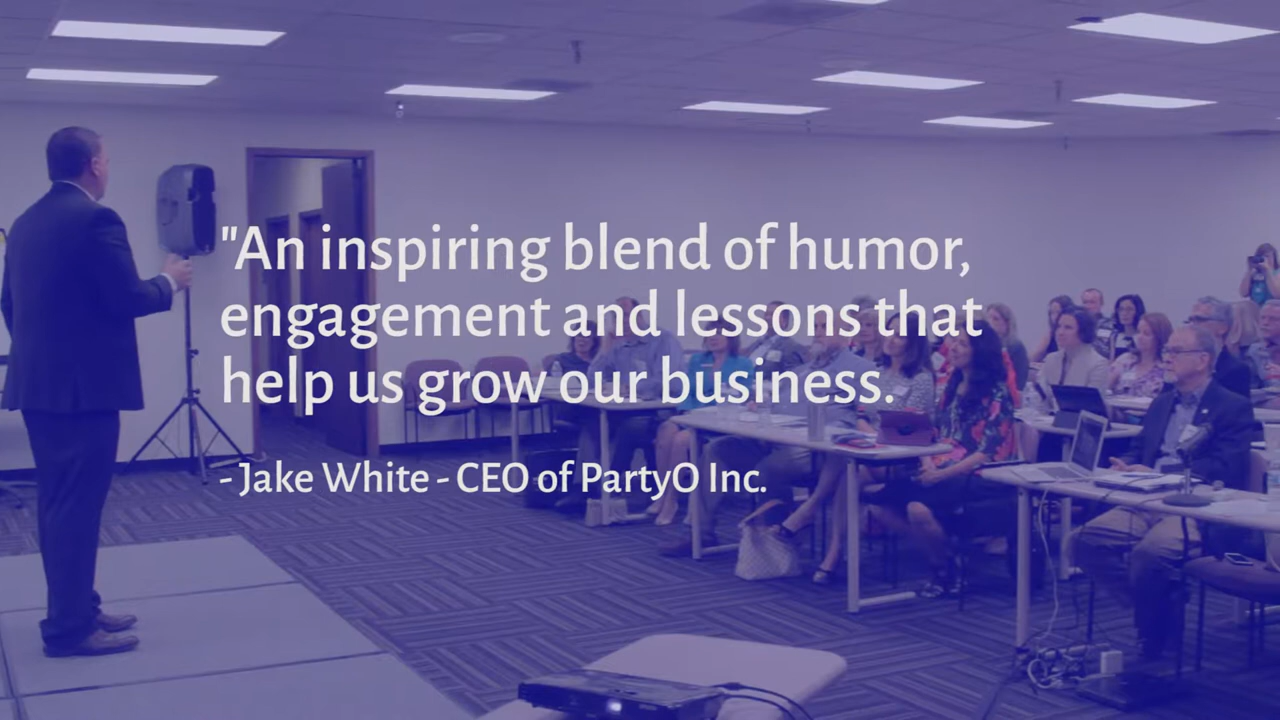 "An inspiring blend of humor,
engagement and lessons that
help us grow our business.
- Jake White - CEO of PartyO Inc.